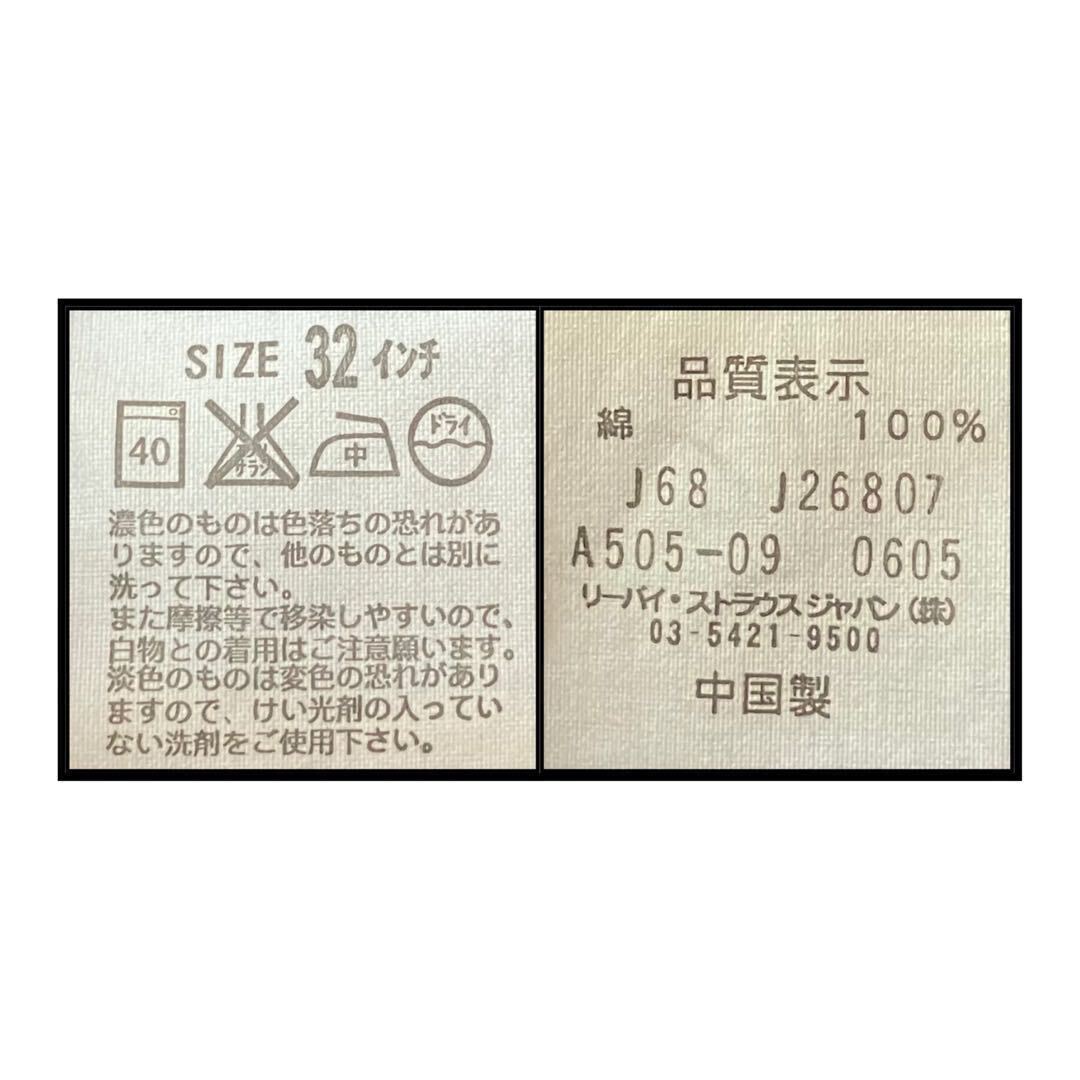 SIZE 32 インチ
40
サラシ
中
ドライ
濃色のものは色落ちの恐れがあ
りますので、他のものとは別に
洗って下さい。
また摩擦等で移染しやすいので、
白物との着用はご注意願います。
淡色のものは変色の恐れがあり
ますので、けい光剤の入ってい
ない洗剤をご使用下さい。
品質表示
綿 100%
J68 J26807
A505-09 0605
リーバイ・ストラウスジャパン(株)
03-5421-9500
中国製